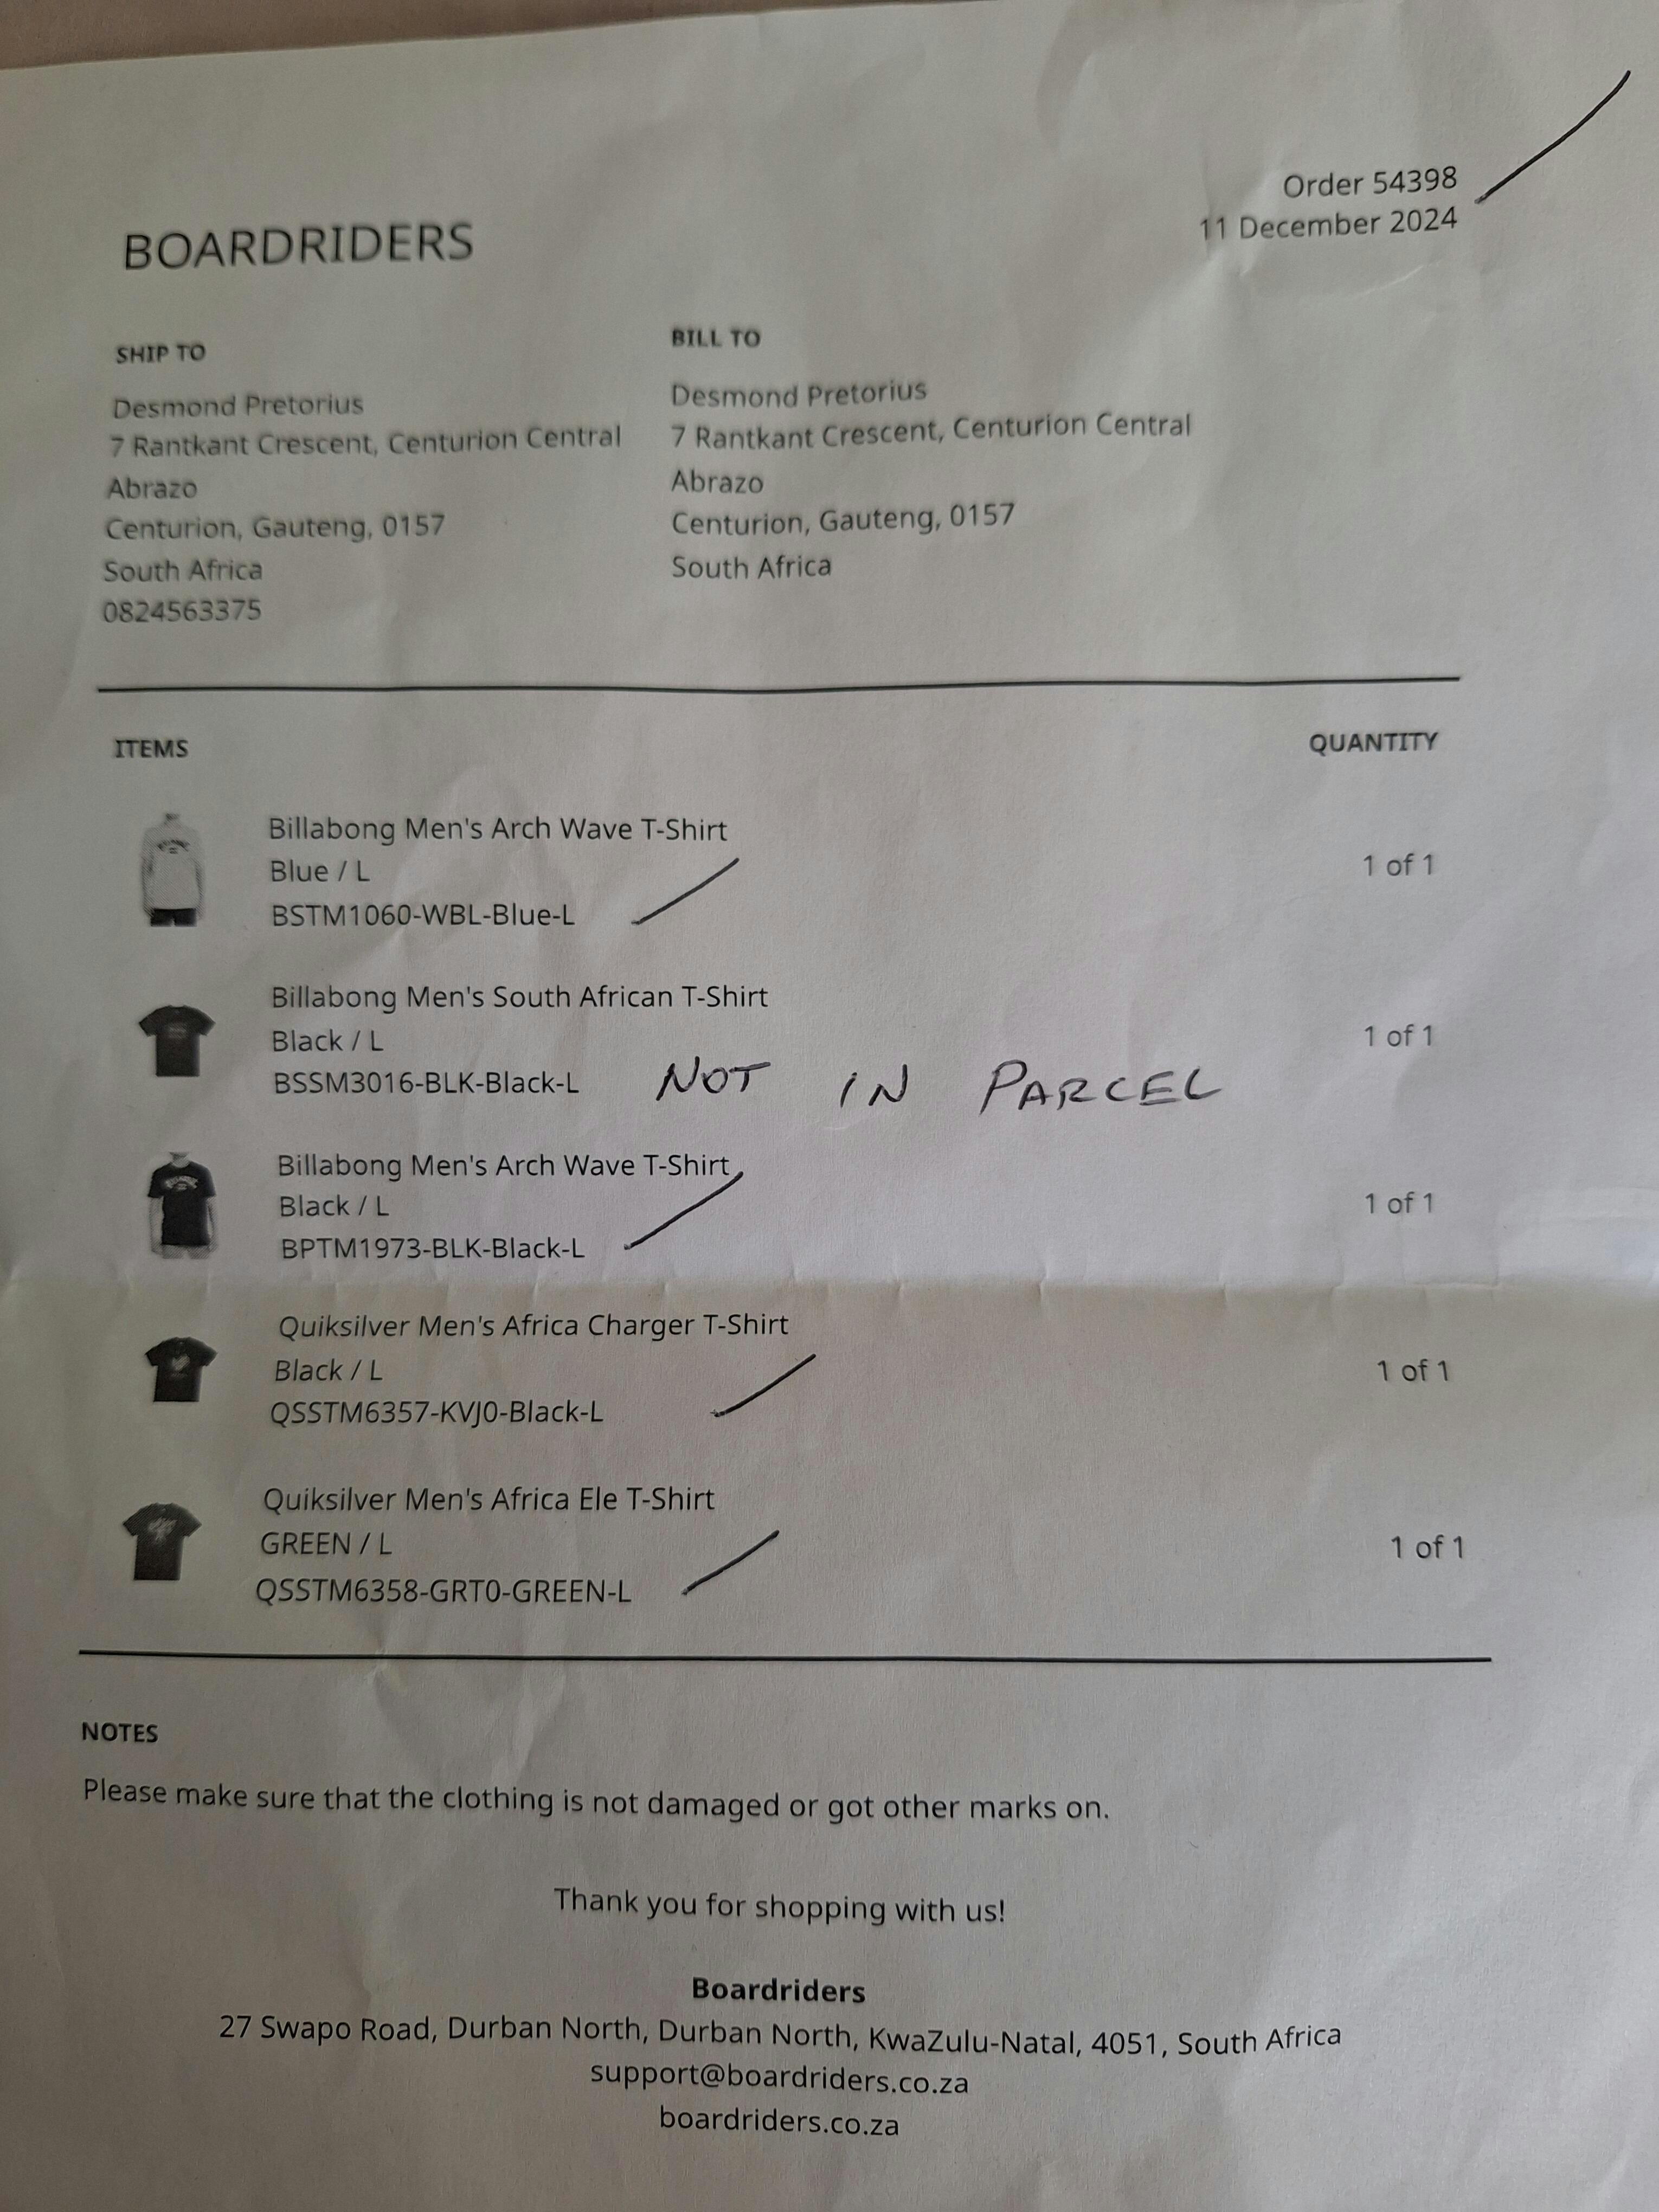 Order 54398
11 December 2024
BOARDRIDERS
SHIP TO
Desmond Pretorius
7 Rantkant Crescent, Centurion Central
Abrazo
Centurion, Gauteng, 0157
South Africa
0824563375
BILL TO
Desmond Pretorius
7 Rantkant Crescent, Centurion Central
Abrazo
Centurion, Gauteng, 0157
South Africa
ITEMS
QUANTITY
Billabong Men's Arch Wave T-Shirt
Blue / L
BSTM1060-WBL-Blue-L
1 of 1
Billabong Men's South African T-Shirt
Black / L
BSSM3016-BLK-Black-L
NOT IN PARCEL
1 of 1
Billabong Men's Arch Wave T-Shirt
Black / L
BPTM1973-BLK-Black-L
1 of 1
Quiksilver Men's Africa Charger T-Shirt
Black / L
QSSTM6357-KVJ0-Black-L
1 of 1
Quiksilver Men's Africa Ele T-Shirt
GREEN / L
QSSTM6358-GRT0-GREEN-L
1 of 1
NOTES
Please make sure that the clothing is not damaged or got other marks on.
Thank you for shopping with us!
Boardriders
27 Swapo Road, Durban North, Durban North, KwaZulu-Natal, 4051, South Africa
support@boardriders.co.za
boardriders.co.za